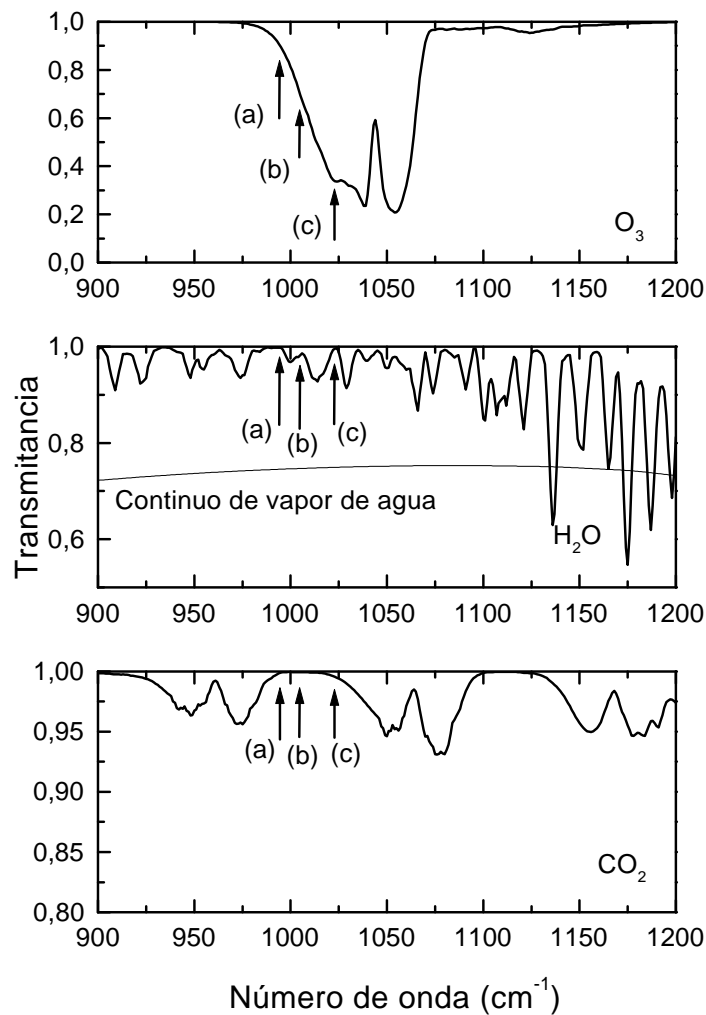 1,0
0,8
0,6
0,4
0,2
0,0
(a)
(b)
(c)
O₃
900 950 1000 1050 1100 1150 1200
Transmitancia
1,0
0,8
0,6
(a) (b) (c)
Continuo de vapor de agua
H₂O
900 950 1000 1050 1100 1150 1200
1,00
0,95
0,90
0,85
0,80
(a) (b) (c)
CO₂
900 950 1000 1050 1100 1150 1200
Número de onda (cm⁻¹)